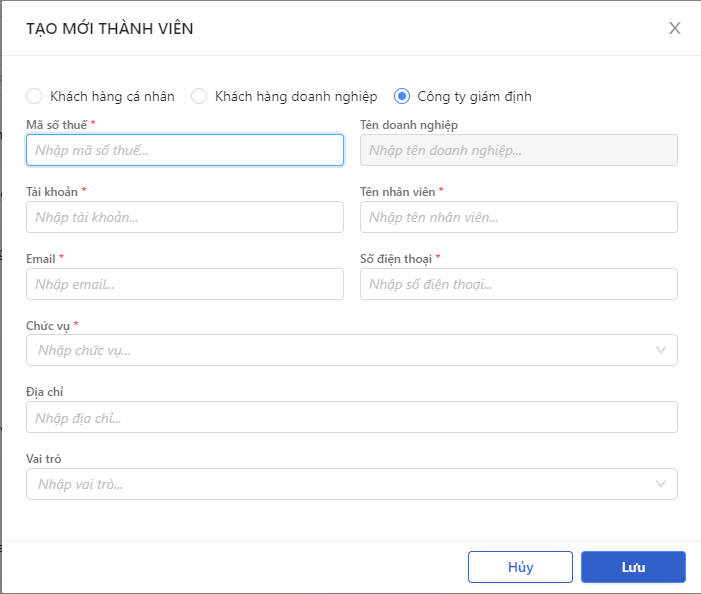 TẠO MỚI THÀNH VIÊN
Khách hàng cá nhân Khách hàng doanh nghiệp Công ty giám định
Mã số thuế * Tên doanh nghiệp
Nhập mã số thuế... Nhập tên doanh nghiệp...
Tài khoản * Tên nhân viên *
Nhập tài khoản... Nhập tên nhân viên...
Email * Số điện thoại *
Nhập email... Nhập số điện thoại...
Chức vụ *
Nhập chức vụ...
Địa chỉ
Nhập địa chỉ...
Vai trò
Nhập vai trò...
Hủy Lưu